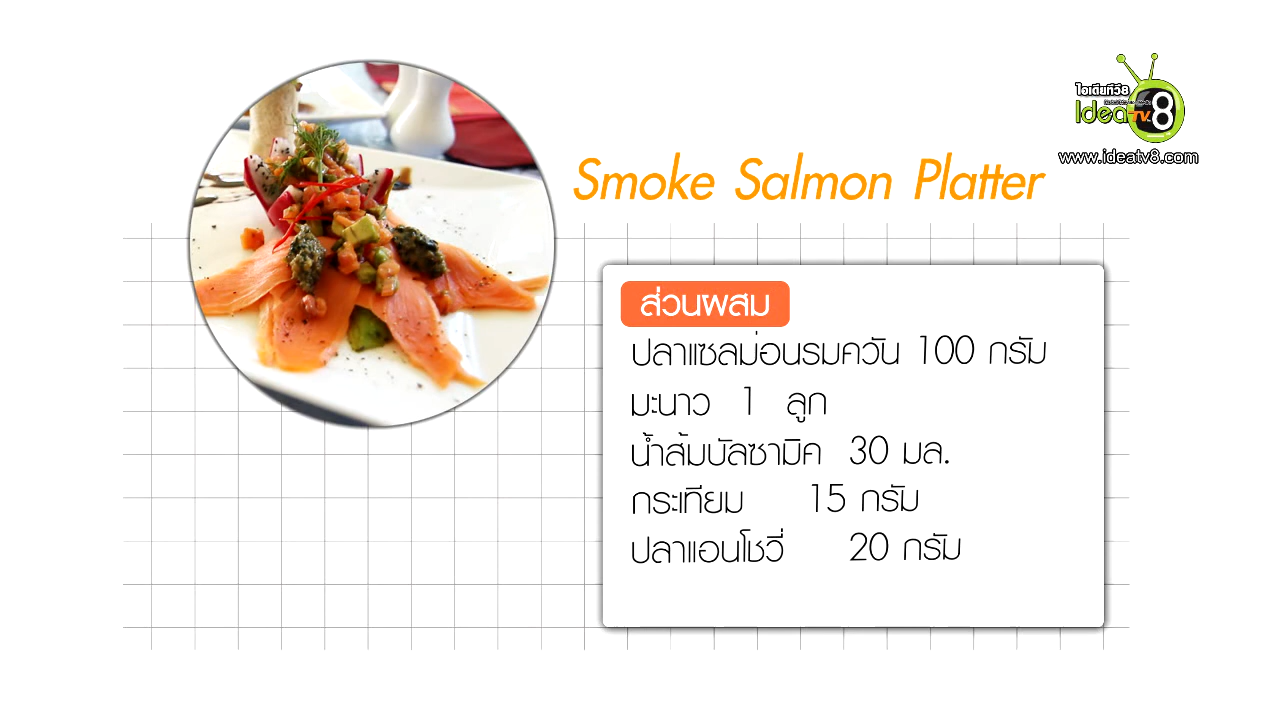 ไอเดียทีวี8
Idea TV. 8
www.ideatv8.com
Smoke Salmon Platter
ส่วนผสม
ปลาแซลม่อนรมควัน 100 กรัม
มะนาว 1 ลูก
น้ำส้มบัลซามิค 30 มล.
กระเทียม 15 กรัม
ปลาแอนโชวี่ 20 กรัม